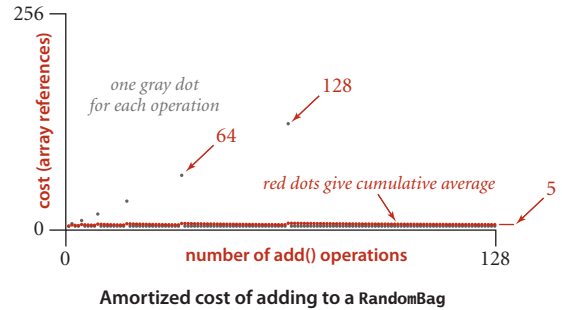 256
cost (array references)
one gray dot
for each operation
128
64
red dots give cumulative average
5
0
0
number of add() operations
128
Amortized cost of adding to a RandomBag